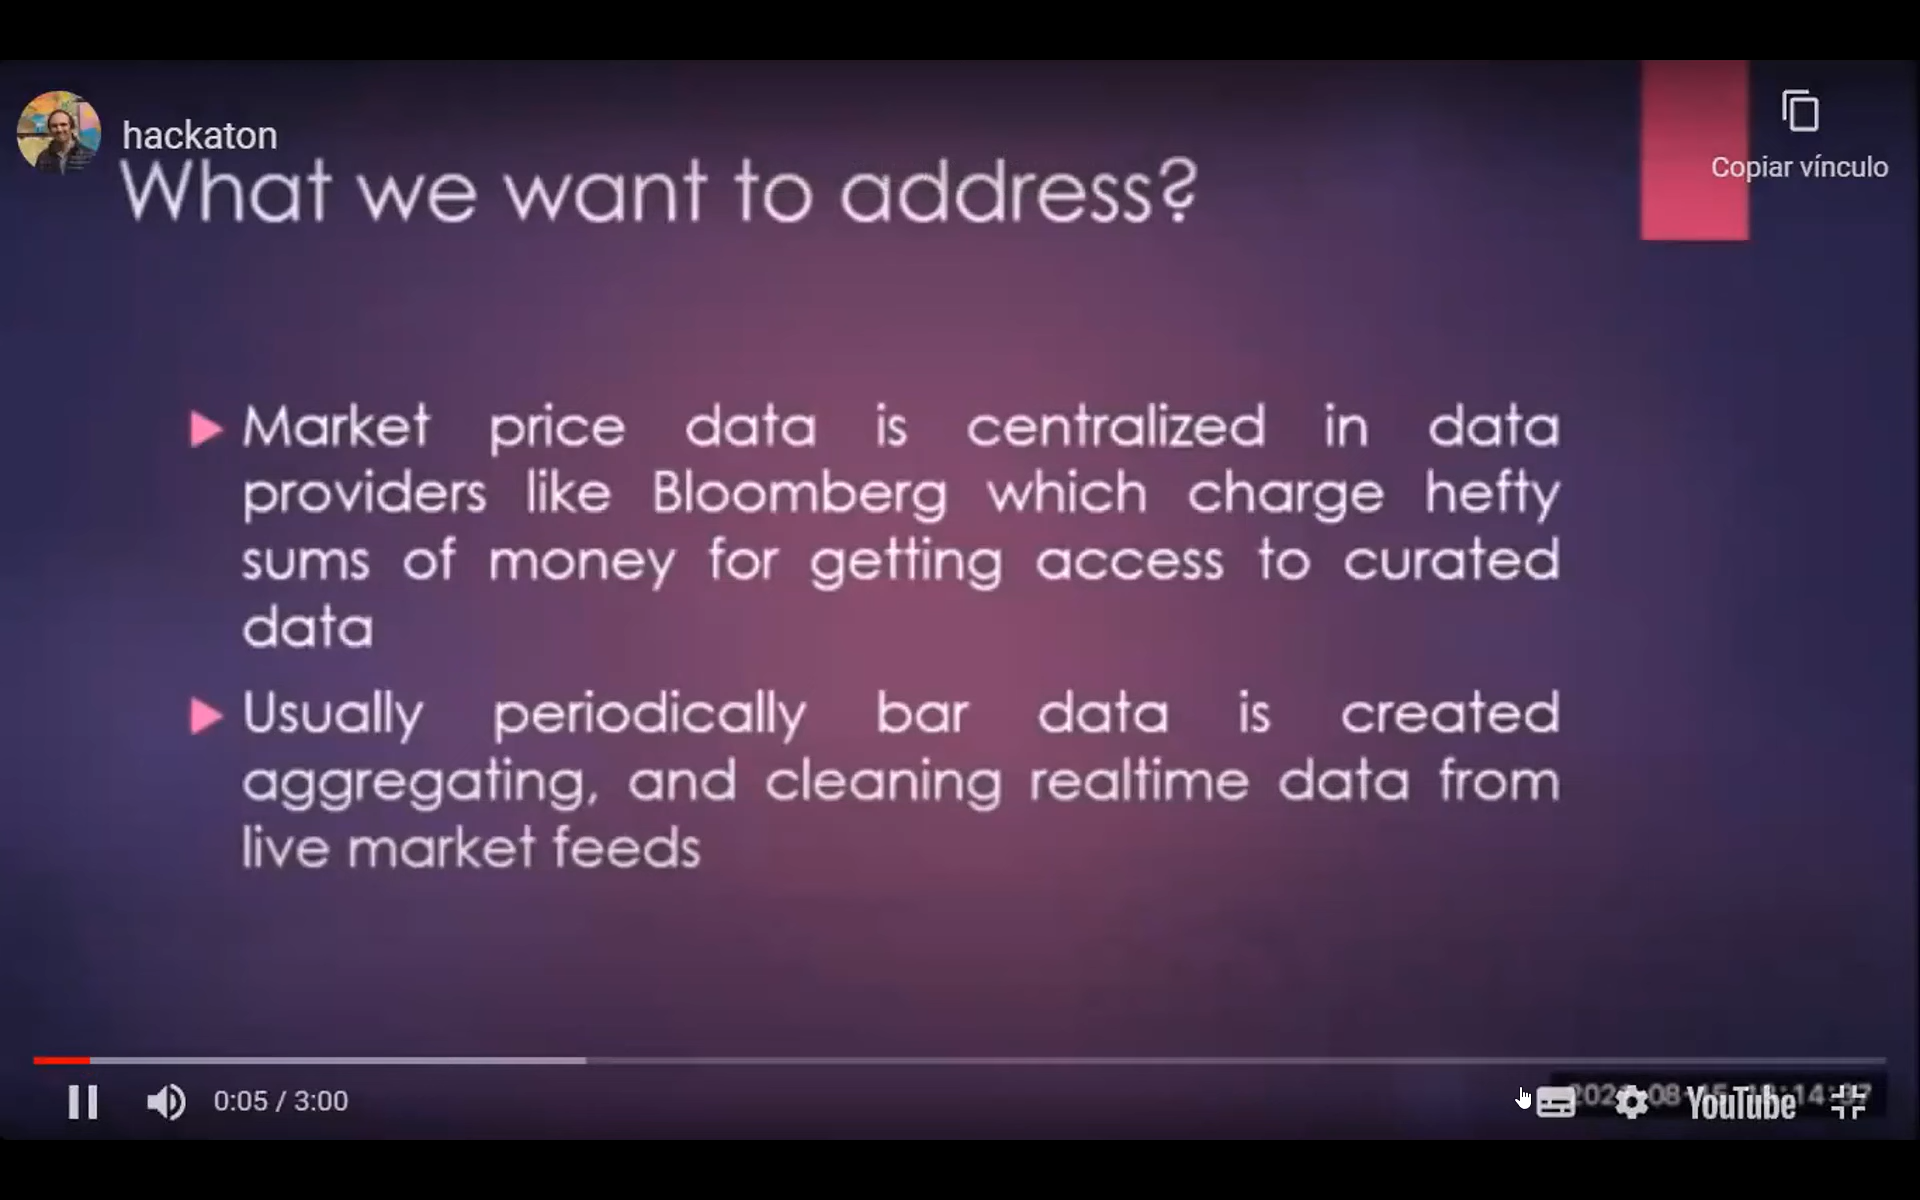 hackaton
Copiar vínculo
What we want to address?
Market price data is centralized in data
providers like Bloomberg which charge hefty
sums of money for getting access to curated
data
Usually periodically bar data is created
aggregating, and cleaning realtime data from
live market feeds
0:05 / 3:00
YouTube